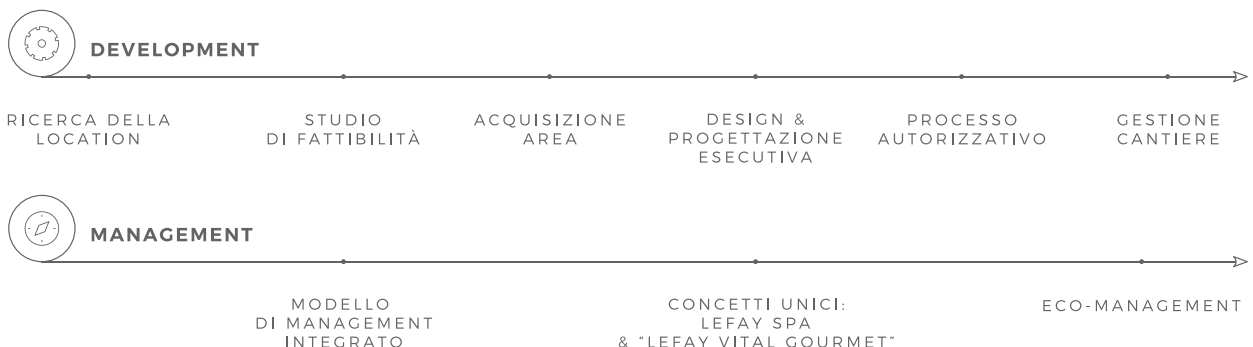 DEVELOPMENT
RICERCA DELLA
LOCATION
STUDIO
DI FATTIBILITÀ
ACQUISIZIONE
AREA
DESIGN &
PROGETTAZIONE
ESECUTIVA
PROCESSO
AUTORIZZATIVO
GESTIONE
CANTIERE
MANAGEMENT
MODELLO
DI MANAGEMENT
INTEGRATO
CONCETTI UNICI:
LEFAY SPA
& “LEFAY VITAL GOURMET”
ECO-MANAGEMENT